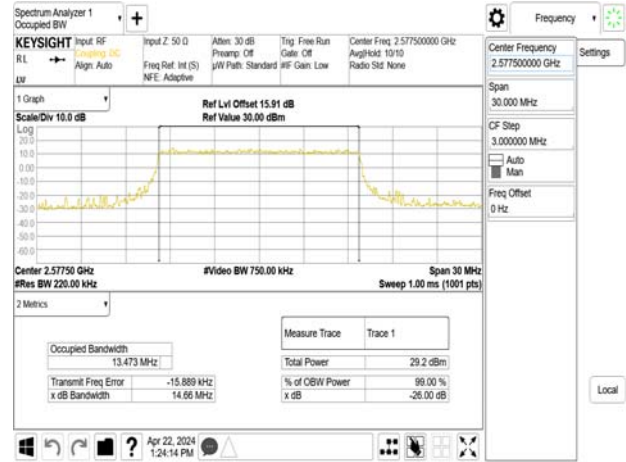 Spectrum Analyzer 1
Occupied BW
Frequency
KEYSIGHT
Input: RF
Coupling: DC
Align: Auto
Input Z: 50 Ω
Freq Ref: Int (S)
NFE: Adaptive
Atten: 30 dB
Preamp: Off
µW Path: Standard
Trig: Free Run
Gate: Off
#IF Gain: Low
Center Freq: 2.577500000 GHz
Avg|Hold: 10/10
Radio Std: None
RL
Center Frequency
2.577500000 GHz
Settings
Span
30.000 MHz
CF Step
3.000000 MHz
Auto
Man
Freq Offset
0 Hz
Local
1 Graph
Scale/Div 10.0 dB
Ref Lvl Offset 15.91 dB
Ref Value 30.00 dBm
Log
20.0
10.0
0.00
-10.0
-20.0
-30.0
-40.0
-50.0
-60.0
Center 2.57750 GHz
#Video BW 750.00 kHz
Span 30 MHz
#Res BW 220.00 kHz
Sweep 1.00 ms (1001 pts)
2 Metrics
Measure Trace
Trace 1
Occupied Bandwidth
13.473 MHz
Total Power
29.2 dBm
Transmit Freq Error
-15.889 kHz
% of OBW Power
99.00 %
x dB Bandwidth
14.66 MHz
x dB
-26.00 dB
Apr 22, 2024
1:24:14 PM